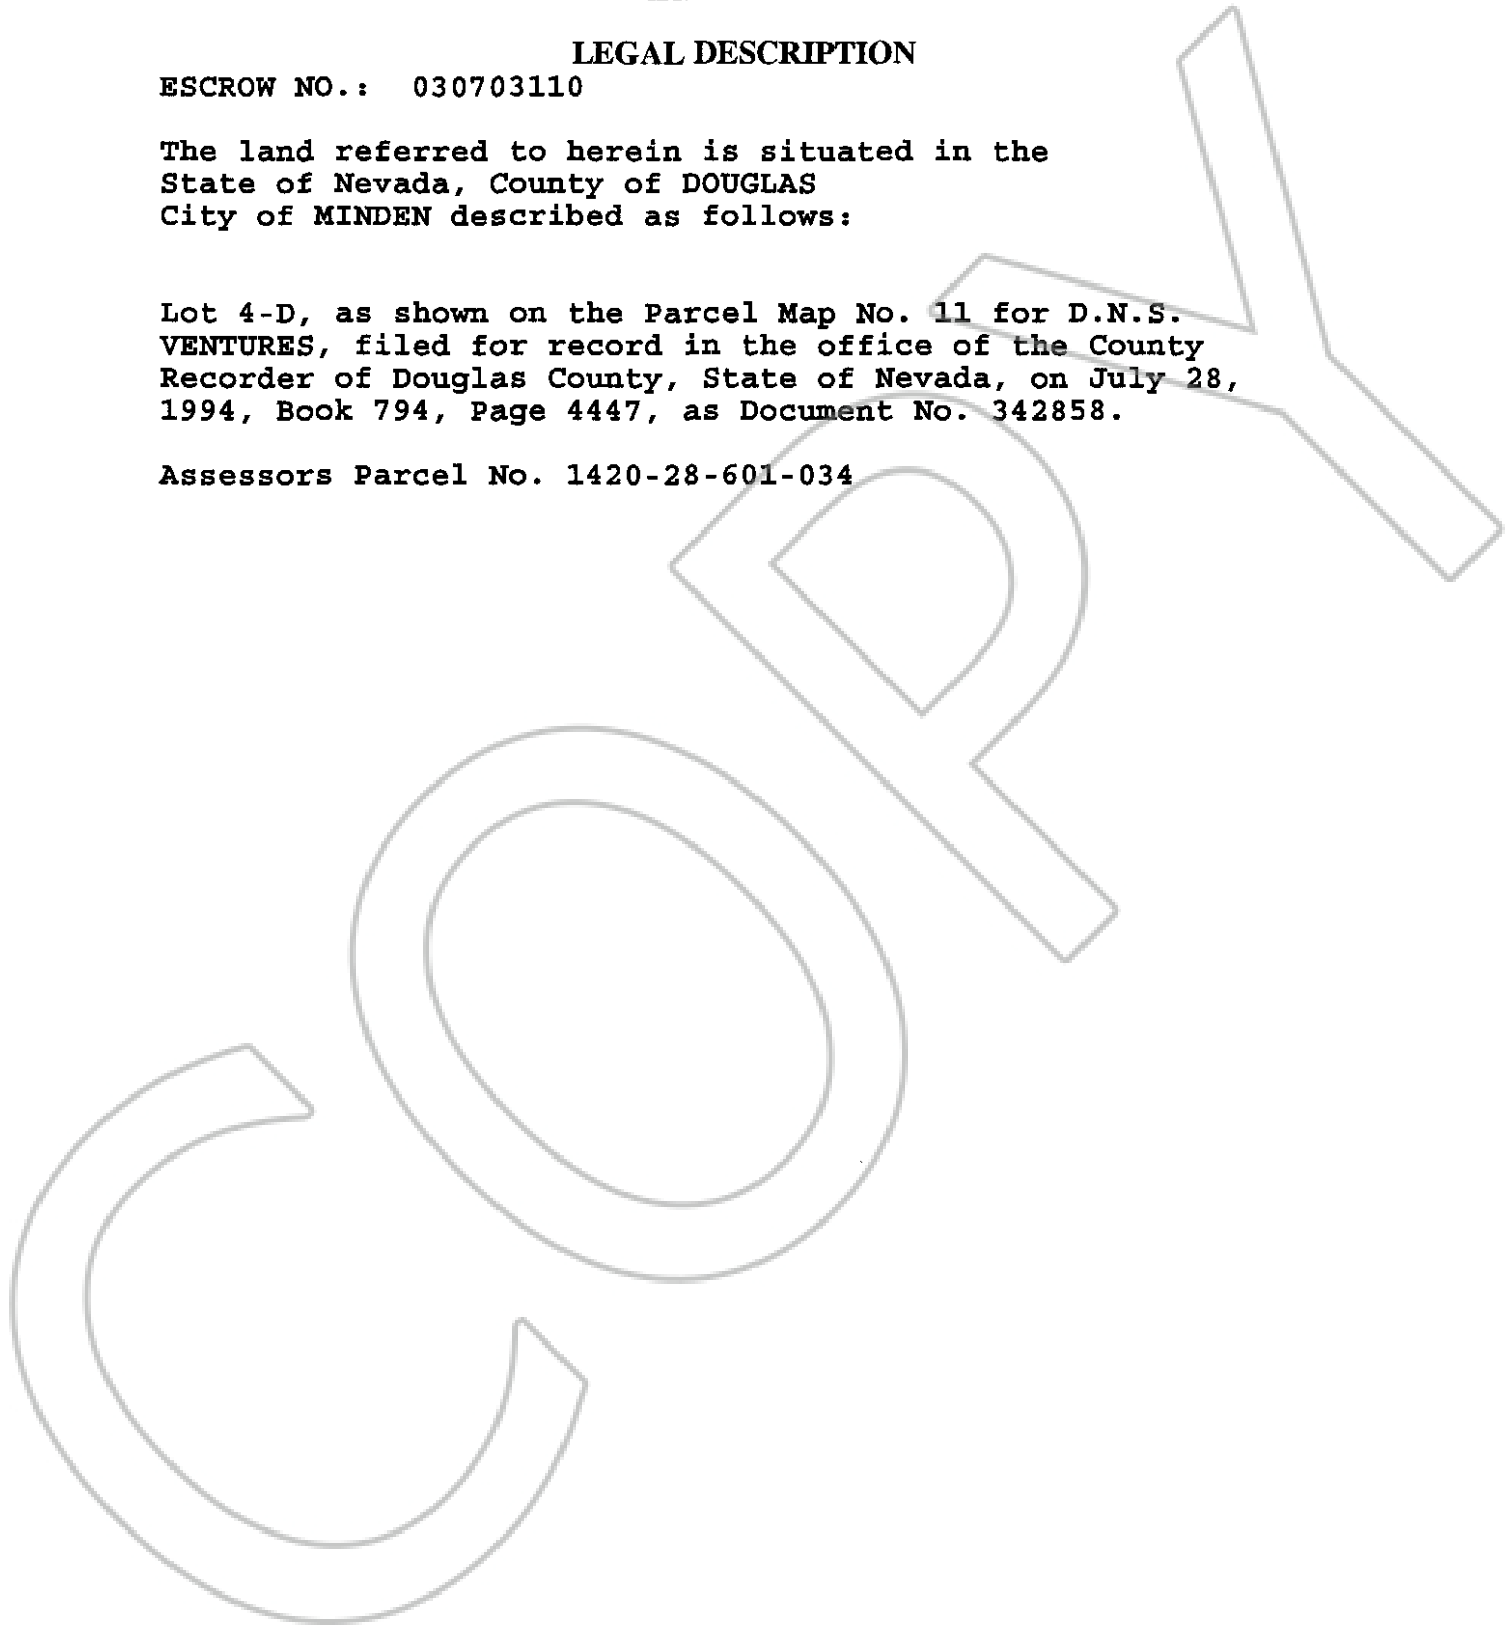 LEGAL DESCRIPTION
ESCROW NO.: 030703110
The land referred to herein is situated in the
State of Nevada, County of DOUGLAS
City of MINDEN described as follows:
Lot 4-D, as shown on the Parcel Map No. 11 for D.N.S.
VENTURES, filed for record in the office of the County
Recorder of Douglas County, State of Nevada, on July 28,
1994, Book 794, Page 4447, as Document No. 342858.
Assessors Parcel No. 1420-28-601-034
COPY